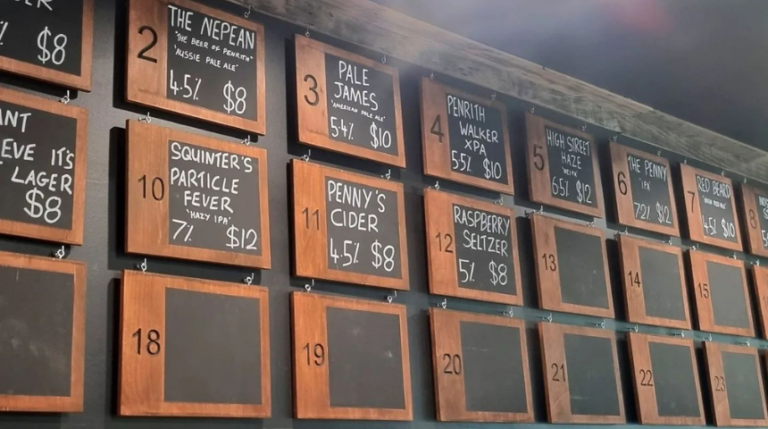 $8
2
THE NEPEAN
"THE BEER OF PENRITH"
'AUSSIE PALE ALE'
4.5% $8
3
PALE
JAMES
'AMERICAN PALE ALE'
5.4% $10
4
PENRITH
WALKER
XPA
5.5% $10
5
HIGH STREET
HAZE
6.5% $12
6
THE PENNY
'IPA'
7.2% $12
7
RED BEARD
4.5% $10
8
ANT
EVE IT'S
LAGER
$8
10
SQUINTER'S
PARTICLE
FEVER
'HAZY IPA'
7% $12
11
PENNY'S
CIDER
4.5% $8
12
RASPBERRY
SELTZER
5% $8
13
14
15
18
19
20
21
22
23